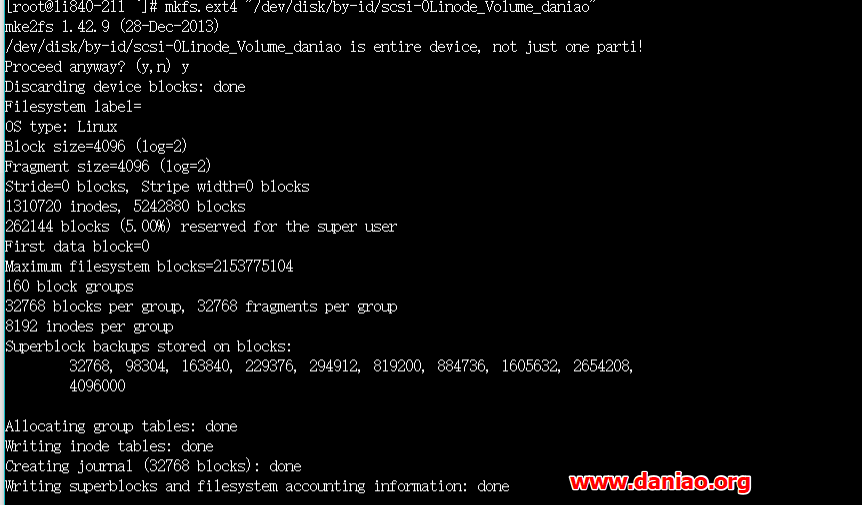 [root@li840-211 ~]# mkfs.ext4 "/dev/disk/by-id/scsi-0Linode_Volume_daniao"
mke2fs 1.42.9 (28-Dec-2013)
/dev/disk/by-id/scsi-0Linode_Volume_daniao is entire device, not just one parti!
Proceed anyway? (y,n) y
Discarding device blocks: done
Filesystem label=
OS type: Linux
Block size=4096 (log=2)
Fragment size=4096 (log=2)
Stride=0 blocks, Stripe width=0 blocks
1310720 inodes, 5242880 blocks
262144 blocks (5.00%) reserved for the super user
First data block=0
Maximum filesystem blocks=2153775104
160 block groups
32768 blocks per group, 32768 fragments per group
8192 inodes per group
Superblock backups stored on blocks:
32768, 98304, 163840, 229376, 294912, 819200, 884736, 1605632, 2654208,
4096000
Allocating group tables: done
Writing inode tables: done
Creating journal (32768 blocks): done
Writing superblocks and filesystem accounting information: done
www.daniao.org